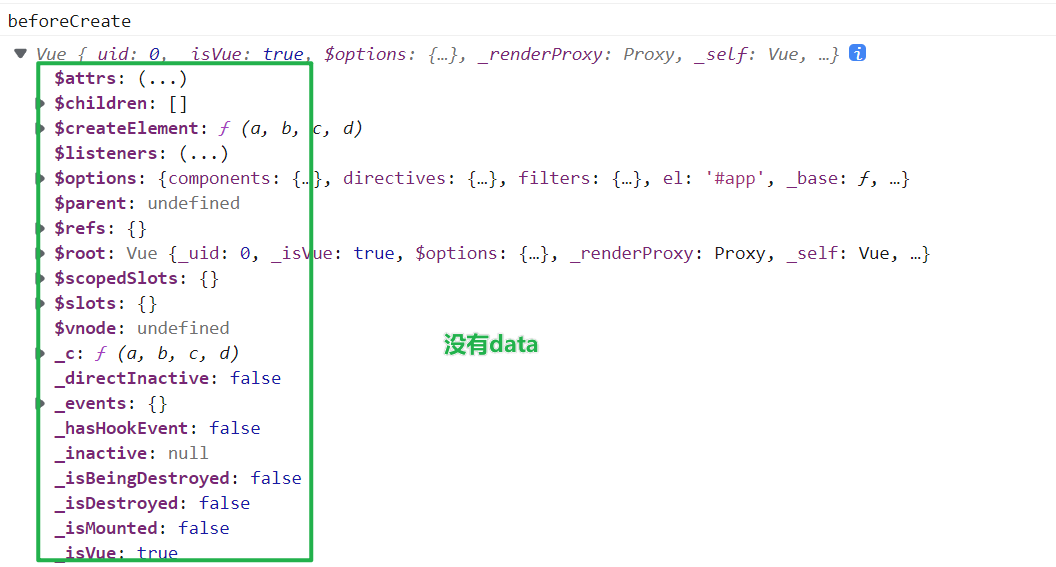 beforeCreate
Vue {_uid: 0, _isVue: true, $options: {…}, _renderProxy: Proxy, _self: Vue, …} i
$attrs: (...)
$children: []
$createElement: ƒ (a, b, c, d)
$listeners: (...)
$options: {components: {…}, directives: {…}, filters: {…}, el: '#app', _base: ƒ, …}
$parent: undefined
$refs: {}
$root: Vue {_uid: 0, _isVue: true, $options: {…}, _renderProxy: Proxy, _self: Vue, …}
$scopedSlots: {}
$slots: {}
$vnode: undefined
没有data
_c: ƒ (a, b, c, d)
_directInactive: false
_events: {}
_hasHookEvent: false
_inactive: null
_isBeingDestroyed: false
_isDestroyed: false
_isMounted: false
_isVue: true